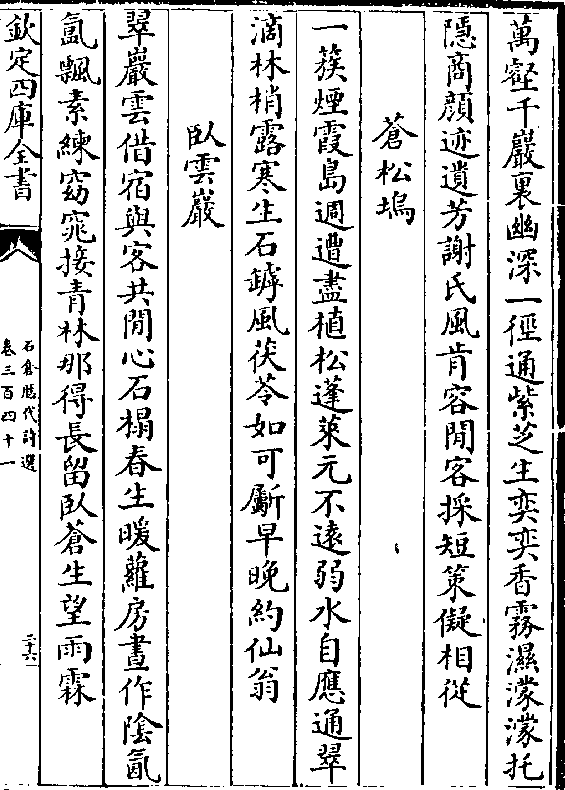 萬壑千巖裏幽深一徑通紫芝生奕奕香霧濕濛濛托
隠商顔迹遺芳謝氏風肯容閒客採短策儗相從
蒼松塢
一簇煙霞島週遭盡植松蓬萊元不遠弱水自應通翠
滴林梢露寒生石罅風茯苓如可斸早晚約仙翁
臥雲巖
翠巖雲借宿與客共閒心石榻春生暖蘿房晝作陰氤
氲飄素練窈窕接青林那得長留臥蒼生望雨霖
欽定四庫全書
石倉歴代詩選
卷三百四十一
二十六